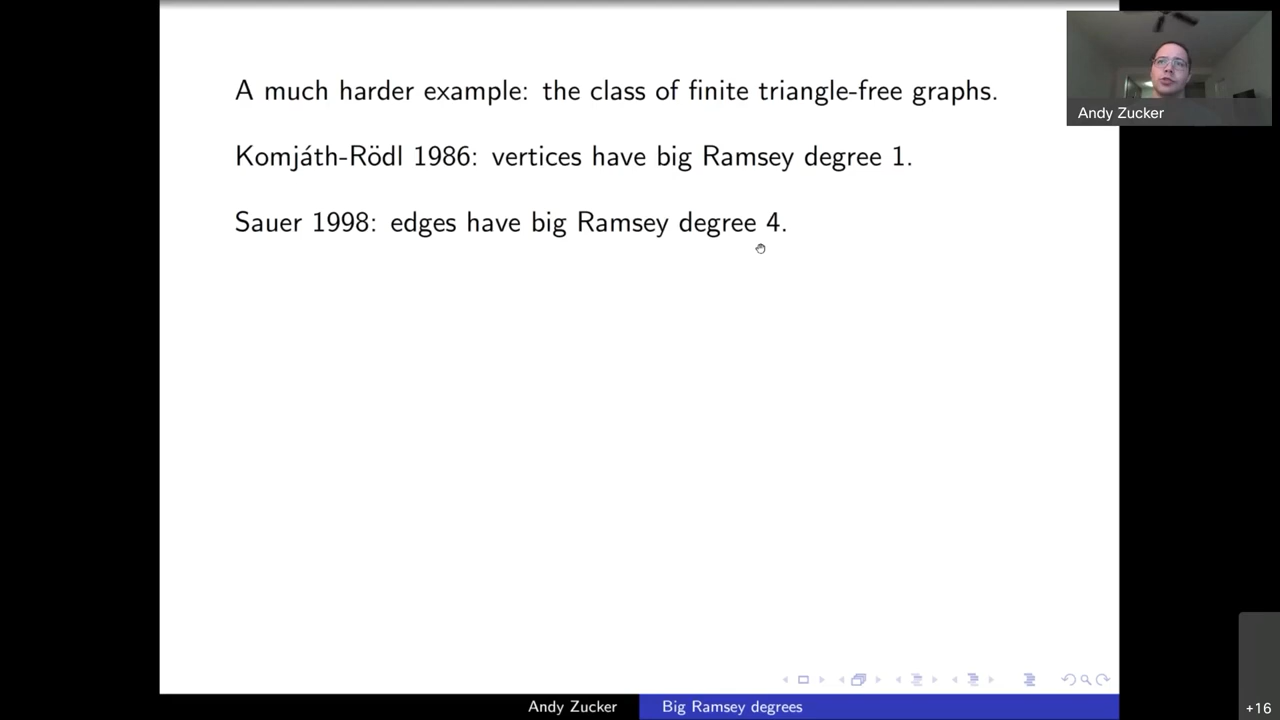 A much harder example: the class of finite triangle-free graphs.
Komjáth-Rödl 1986: vertices have big Ramsey degree 1.
Sauer 1998: edges have big Ramsey degree 4.
Andy Zucker
Andy Zucker
Big Ramsey degrees
+16